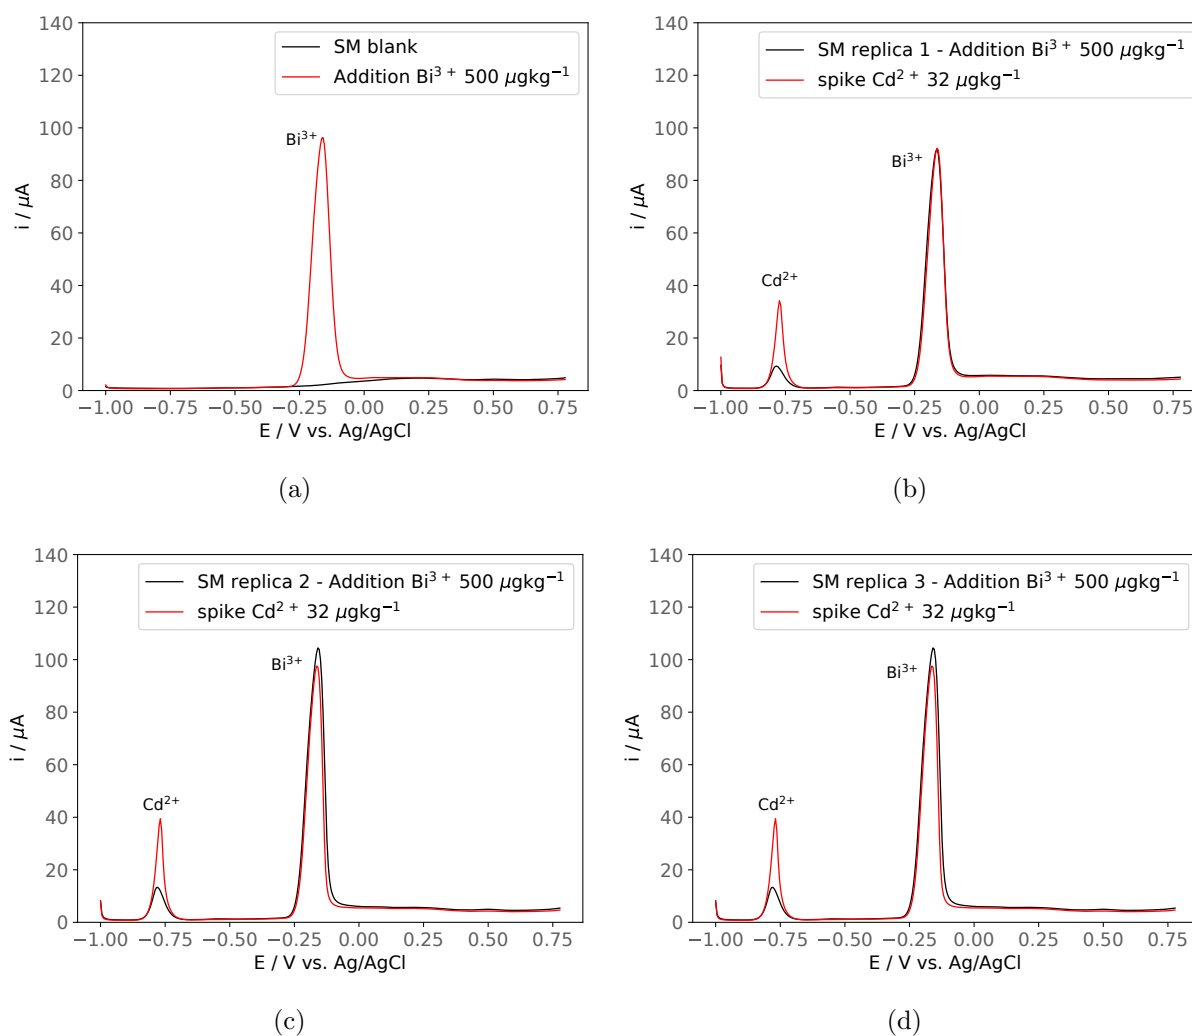 140
120
100
80
60
40
20
0
i / μA
SM blank
Addition Bi³⁺ 500 μgkg⁻¹
Bi³⁺
−1.00 −0.75 −0.50 −0.25 0.00 0.25 0.50 0.75
E / V vs. Ag/AgCl
(a)
140
120
100
80
60
40
20
0
i / μA
SM replica 1 - Addition Bi³⁺ 500 μgkg⁻¹
spike Cd²⁺ 32 μgkg⁻¹
Bi³⁺
Cd²⁺
−1.00 −0.75 −0.50 −0.25 0.00 0.25 0.50 0.75
E / V vs. Ag/AgCl
(b)
140
120
100
80
60
40
20
0
i / μA
SM replica 2 - Addition Bi³⁺ 500 μgkg⁻¹
spike Cd²⁺ 32 μgkg⁻¹
Bi³⁺
Cd²⁺
−1.00 −0.75 −0.50 −0.25 0.00 0.25 0.50 0.75
E / V vs. Ag/AgCl
(c)
140
120
100
80
60
40
20
0
i / μA
SM replica 3 - Addition Bi³⁺ 500 μgkg⁻¹
spike Cd²⁺ 32 μgkg⁻¹
Bi³⁺
Cd²⁺
−1.00 −0.75 −0.50 −0.25 0.00 0.25 0.50 0.75
E / V vs. Ag/AgCl
(d)